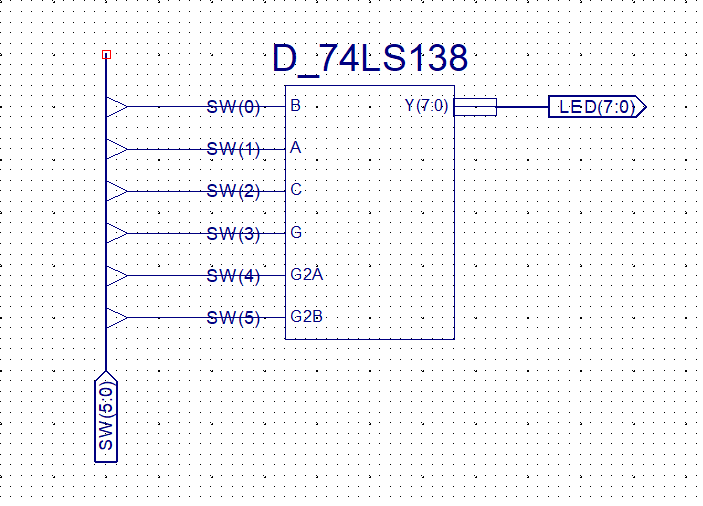 D_74LS138
SW(0) B Y(7:0) LED(7:0)
SW(1) A
SW(2) C
SW(3) G
SW(4) G2A
SW(5) G2B
SW(5:0)